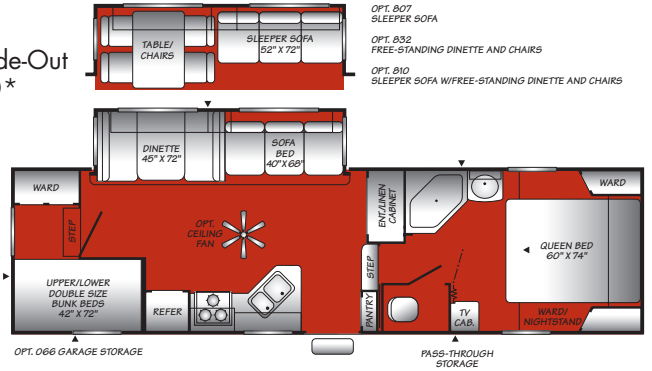 OPT. 807
SLEEPER SOFA
OPT. 832
FREE-STANDING DINETTE AND CHAIRS
OPT. 810
SLEEPER SOFA W/FREE-STANDING DINETTE AND CHAIRS
de-Out
)*
TABLE/
CHAIRS
SLEEPER SOFA
52" X 72"
DINETTE
45" X 72"
SOFA
BED
40" X 68"
WARD
STEP
OPT.
CEILING
FAN
ENT./LINEN
CABINET
WARD
QUEEN BED
60" X 74"
UPPER/LOWER
DOUBLE SIZE
BUNK BEDS
42" X 72"
REFER
STEP
PANTRY
TV
CAB.
WARD/
NIGHTSTAND
OPT. 066 GARAGE STORAGE
PASS-THROUGH
STORAGE